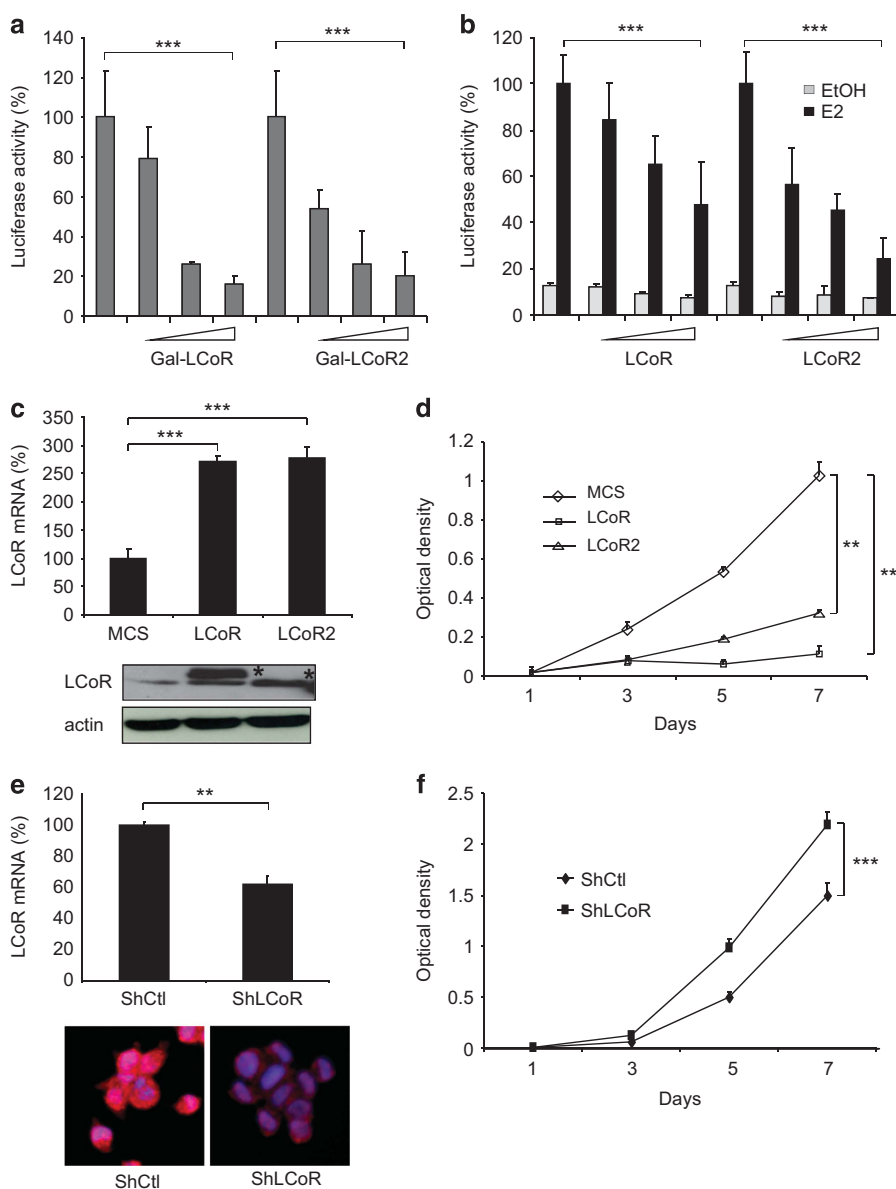 a
Luciferase activity (%)
140
120
100
80
60
40
20
0
***
***
Gal-LCoR
Gal-LCoR2
b
Luciferase activity (%)
120
100
80
60
40
20
0
***
***
EtOH
E2
LCoR
LCoR2
c
LCoR mRNA (%)
350
300
250
200
150
100
50
0
***
***
MCS
LCoR
LCoR2
LCoR
*
*
actin
d
Optical density
1.2
1
0.8
0.6
0.4
0.2
0
MCS
LCoR
LCoR2
**
**
1
3
5
7
Days
e
LCoR mRNA (%)
120
100
80
60
40
20
0
**
ShCtl
ShLCoR
ShCtl
ShLCoR
f
Optical density
2.5
2
1.5
1
0.5
0
ShCtl
ShLCoR
***
1
3
5
7
Days